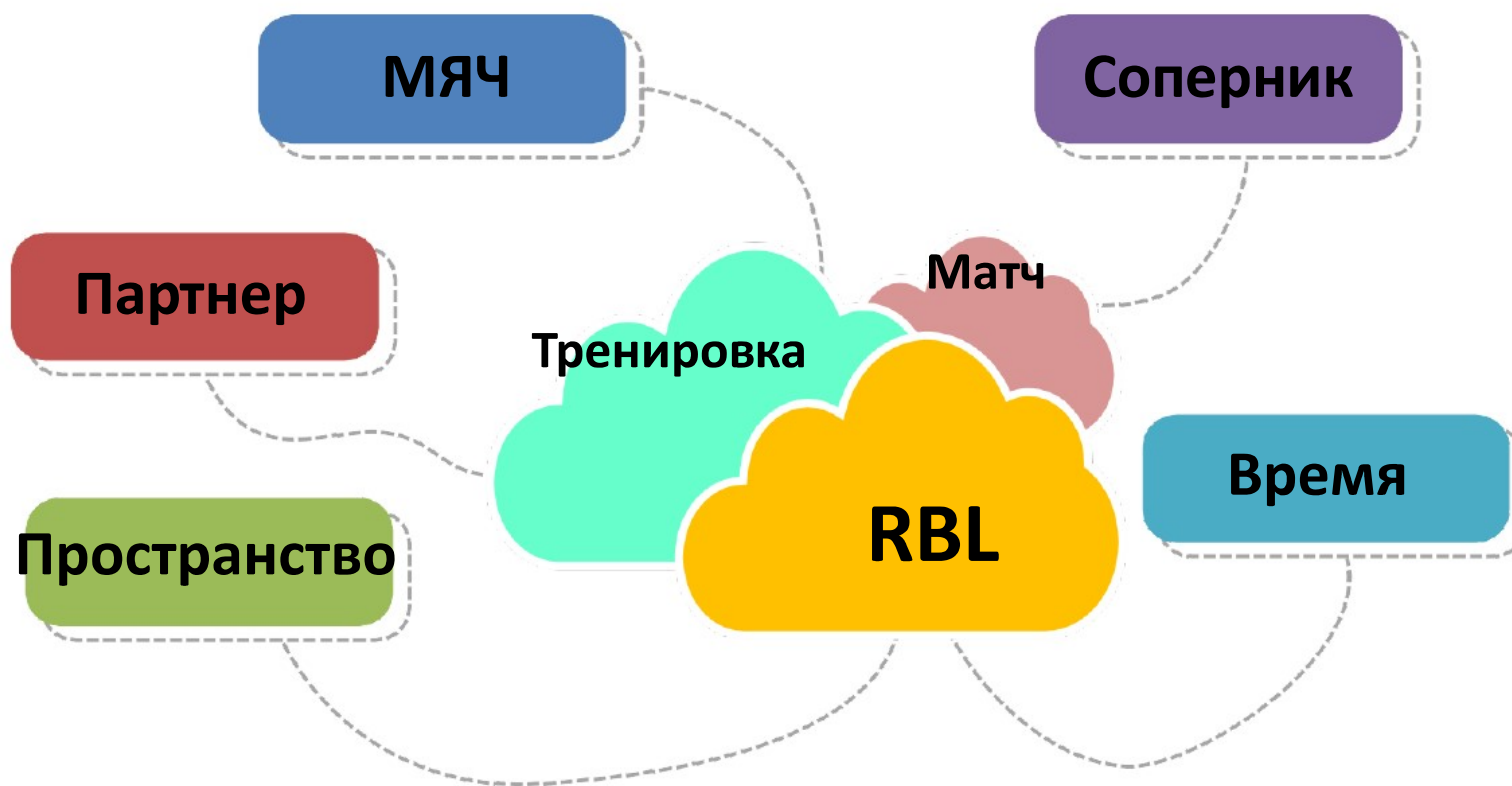 МЯЧ
Соперник
Партнер
Матч
Тренировка
Время
RBL
Пространство